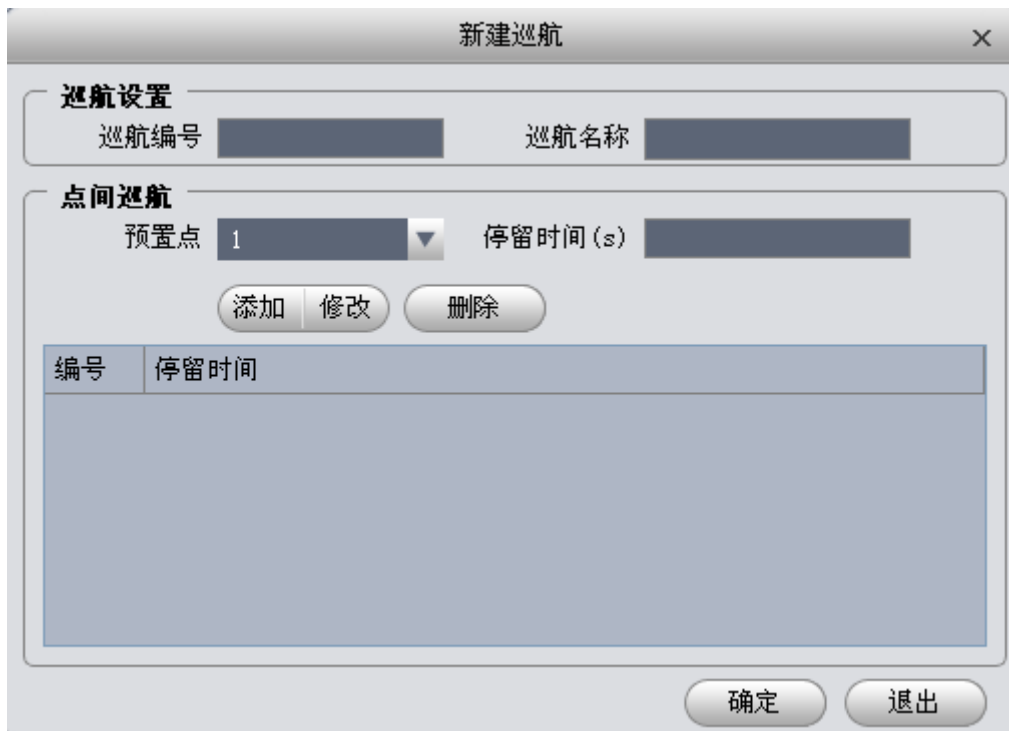 新建巡航
巡航设置
巡航编号 巡航名称
点间巡航
预置点 1 停留时间(s)
添加 修改 删除
编号 停留时间
确定 退出